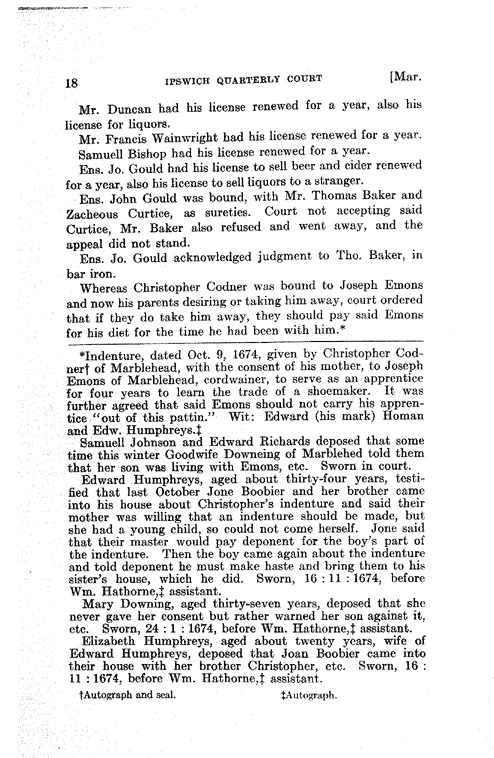 18 IPSWICH QUARTERLY COURT [Mar.
Mr. Duncan had his license renewed for a year, also his
license for liquors.
Mr. Francis Wainwright had his license renewed for a year.
Samuell Bishop had his license renewed for a year.
Ens. Jo. Gould had his license to sell beer and cider renewed
for a year, also his license to sell liquors to a stranger.
Ens. John Gould was bound, with Mr. Thomas Baker and
Zacheous Curtice, as sureties. Court not accepting said
Curtice, Mr. Baker also refused and went away, and the
appeal did not stand.
Ens. Jo. Gould acknowledged judgment to Tho. Baker, in
bar iron.
Whereas Christopher Codner was bound to Joseph Emons
and now his parents desiring or taking him away, court ordered
that if they do take him away, they should pay said Emons
for his diet for the time he had been with him.*
*Indenture, dated Oct. 9, 1674, given by Christopher Cod-
ner† of Marblehead, with the consent of his mother, to Joseph
Emons of Marblehead, cordwainer, to serve as an apprentice
for four years to learn the trade of a shoemaker. It was
further agreed that said Emons should not carry his appren-
tice "out of this pattin." Wit: Edward (his mark) Homan
and Edw. Humphreys.‡
Samuell Johnson and Edward Richards deposed that some
time this winter Goodwife Downeing of Marblehed told them
that her son was living with Emons, etc. Sworn in court.
Edward Humphreys, aged about thirty-four years, testi-
fied that last October Jone Boobier and her brother came
into his house about Christopher's indenture and said their
mother was willing that an indenture should be made, but
she had a young child, so could not come herself. Jone said
that their master would pay deponent for the boy's part of
the indenture. Then the boy came again about the indenture
and told deponent he must make haste and bring them to his
sister's house, which he did. Sworn, 16 : 11 : 1674, before
Wm. Hathorne,‡ assistant.
Mary Downing, aged thirty-seven years, deposed that she
never gave her consent but rather warned her son against it,
etc. Sworn, 24 : 1 : 1674, before Wm. Hathorne,‡ assistant.
Elizabeth Humphreys, aged about twenty years, wife of
Edward Humphreys, deposed that Joan Boobier came into
their house with her brother Christopher, etc. Sworn, 16 :
11 : 1674, before Wm. Hathorne,‡ assistant.
†Autograph and seal. ‡Autograph.